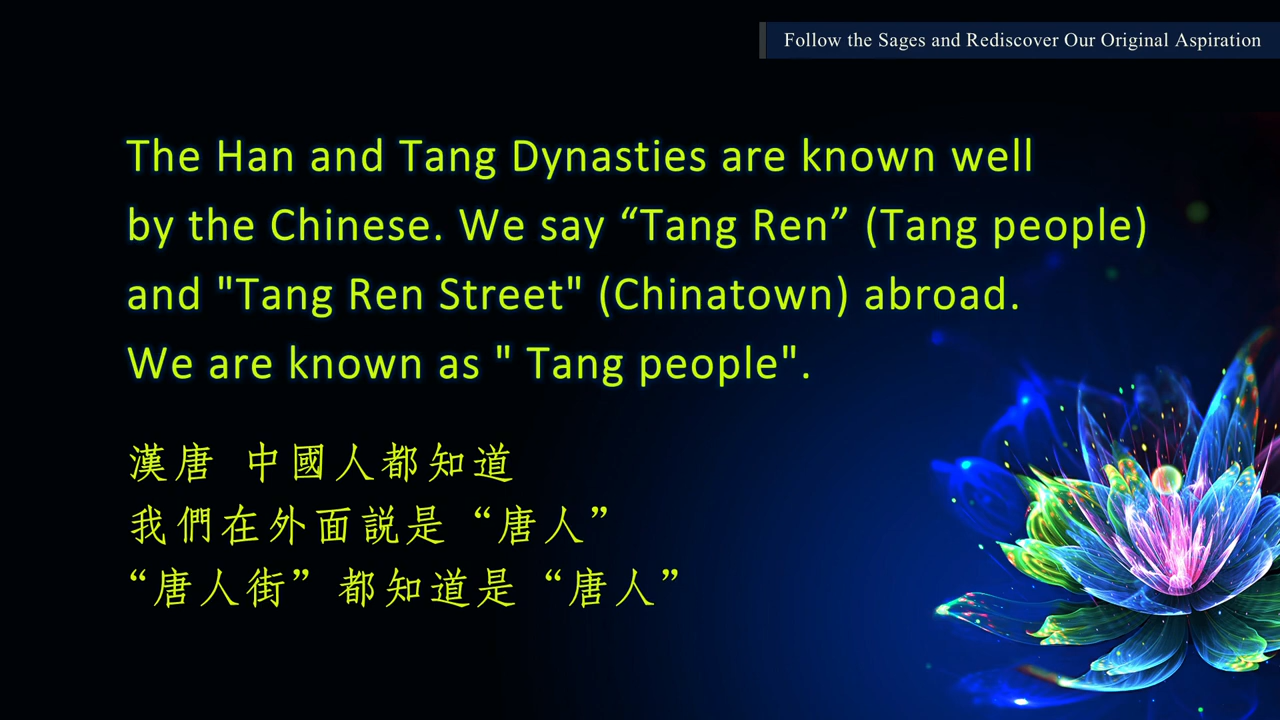 Follow the Sages and Rediscover Our Original Aspiration
The Han and Tang Dynasties are known well
by the Chinese. We say “Tang Ren” (Tang people)
and "Tang Ren Street" (Chinatown) abroad.
We are known as " Tang people".
漢唐 中國人都知道
我們在外面説是“唐人”
“唐人街”都知道是“唐人”